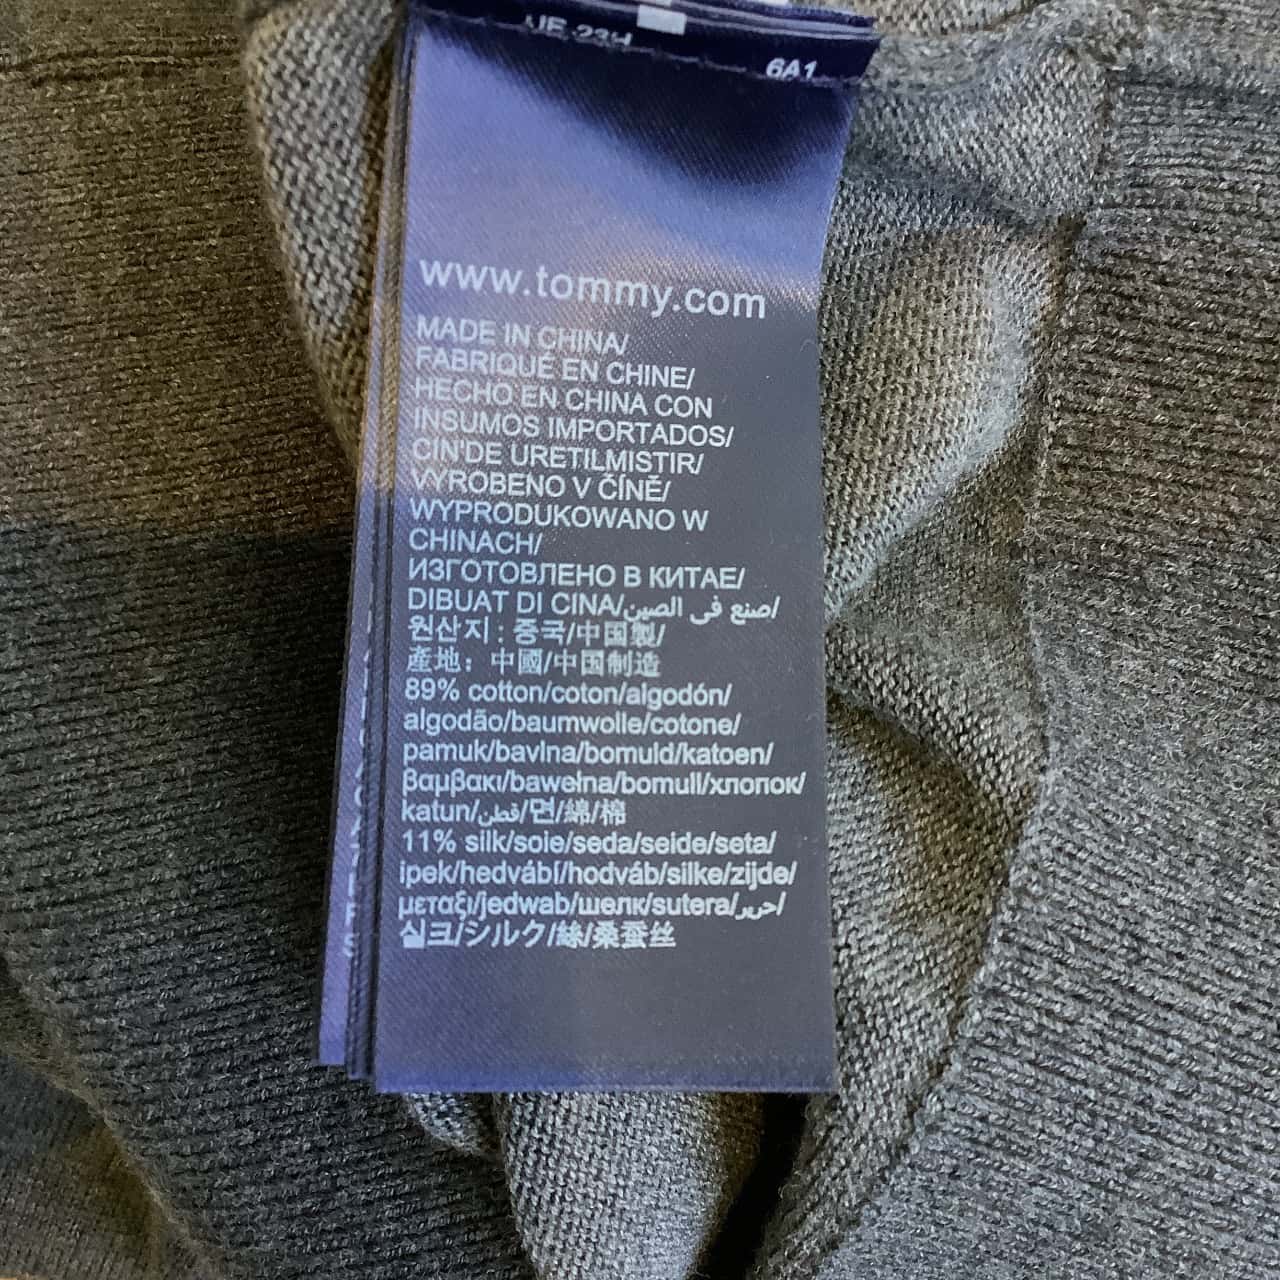 6A1
www.tommy.com
MADE IN CHINA/
FABRIQUÉ EN CHINE/
HECHO EN CHINA CON
INSUMOS IMPORTADOS/
CIN'DE URETILMISTIR/
VYROBENO V ČÍNĚ/
WYPRODUKOWANO W
CHINACH/
ИЗГОТОВЛЕНО В КИТАЕ/
DIBUAT DI CINA/صنع في الصين/
원산지 : 중국/中国製/
產地：中國/中国制造
89% cotton/coton/algodón/
algodão/baumwolle/cotone/
pamuk/bavlna/bomuld/katoen/
βαμβακι/bawełna/bomull/хлопок/
katun/قطن/면/綿/棉
11% silk/soie/seda/seide/seta/
ipek/hedvábí/hodváb/silke/zijde/
μεταξι/jedwab/шелк/sutera/حرير/
실크/シルク/絲/桑蚕丝